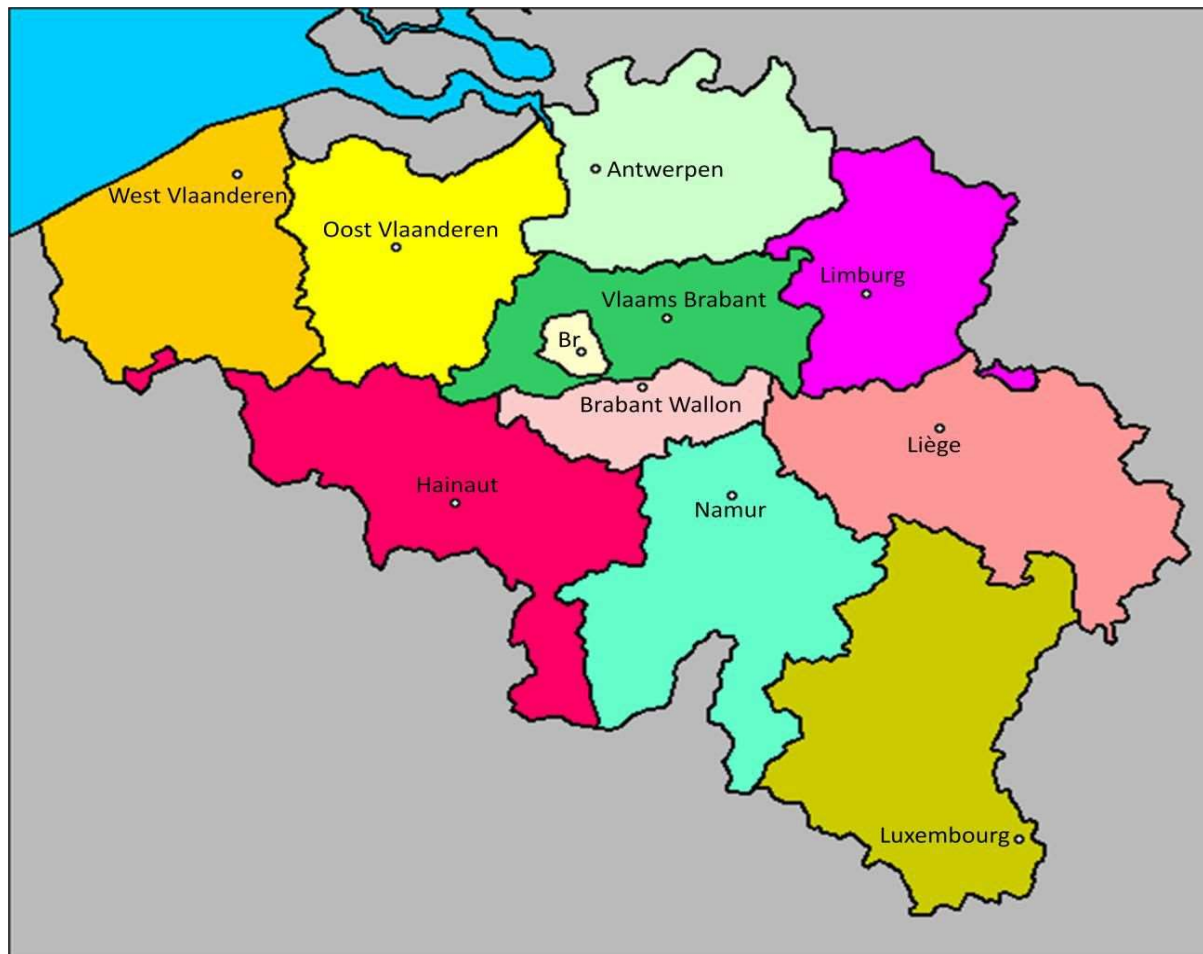 Antwerpen
West Vlaanderen
Oost Vlaanderen
Limburg
Vlaams Brabant
Br
Brabant Wallon
Liège
Hainaut
Namur
Luxembourg